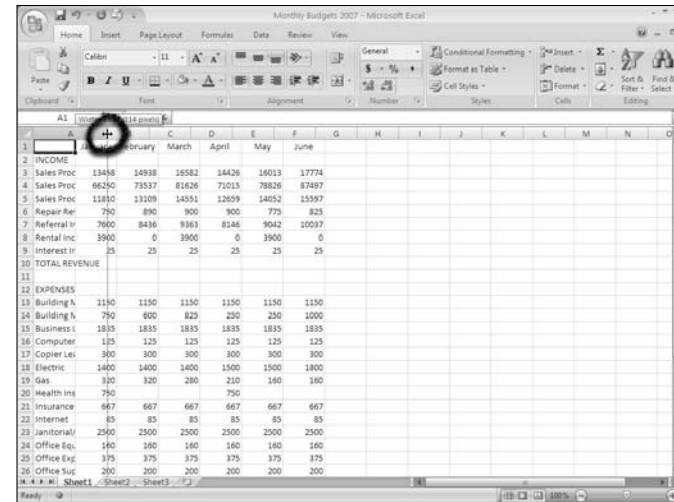 Monthly Budgets 2007 - Microsoft Excel
Home Insert Page Layout Formulas Data Review View
Calibri 11 A A General Conditional Formatting Insert Σ
Paste B I U A $ % , Format as Table Delete Sort & Find &
Cell Styles Format Filter Select
Clipboard Font Alignment Number Styles Cells Editing
A1 (114 pixels)
A C D E F G H I J K L M N O
1 February March April May June
2 INCOME
3 Sales Proc 13458 14938 16582 14426 16013 17774
4 Sales Proc 66250 73537 81626 71015 78826 87497
5 Sales Proc 11810 13109 14551 12659 14052 15597
6 Repair Re 750 890 900 900 775 825
7 Referral Ir 7600 8436 9363 8146 9042 10037
8 Rental Inc 3900 0 3900 0 3900 0
9 Interest Ir 25 25 25 25 25 25
10 TOTAL REVENUE
11
12 EXPENSES
13 Building M 1150 1150 1150 1150 1150 1150
14 Building M 750 600 825 250 250 1000
15 Business L 1835 1835 1835 1835 1835 1835
16 Computer 125 125 125 125 125 125
17 Copier Lea 300 300 300 300 300 300
18 Electric 1400 1400 1400 1500 1500 1800
19 Gas 320 320 280 210 160 160
20 Health Ins 750 750
21 Insurance 667 667 667 667 667 667
22 Internet 85 85 85 85 85 85
23 Janitorial/ 2500 2500 2500 2500 2500 2500
24 Office Equ 160 160 160 160 160 160
25 Office Exp 375 375 375 375 375 375
26 Office Sup 200 200 200 200 200 200
Sheet1 Sheet2 Sheet3
Ready 100%